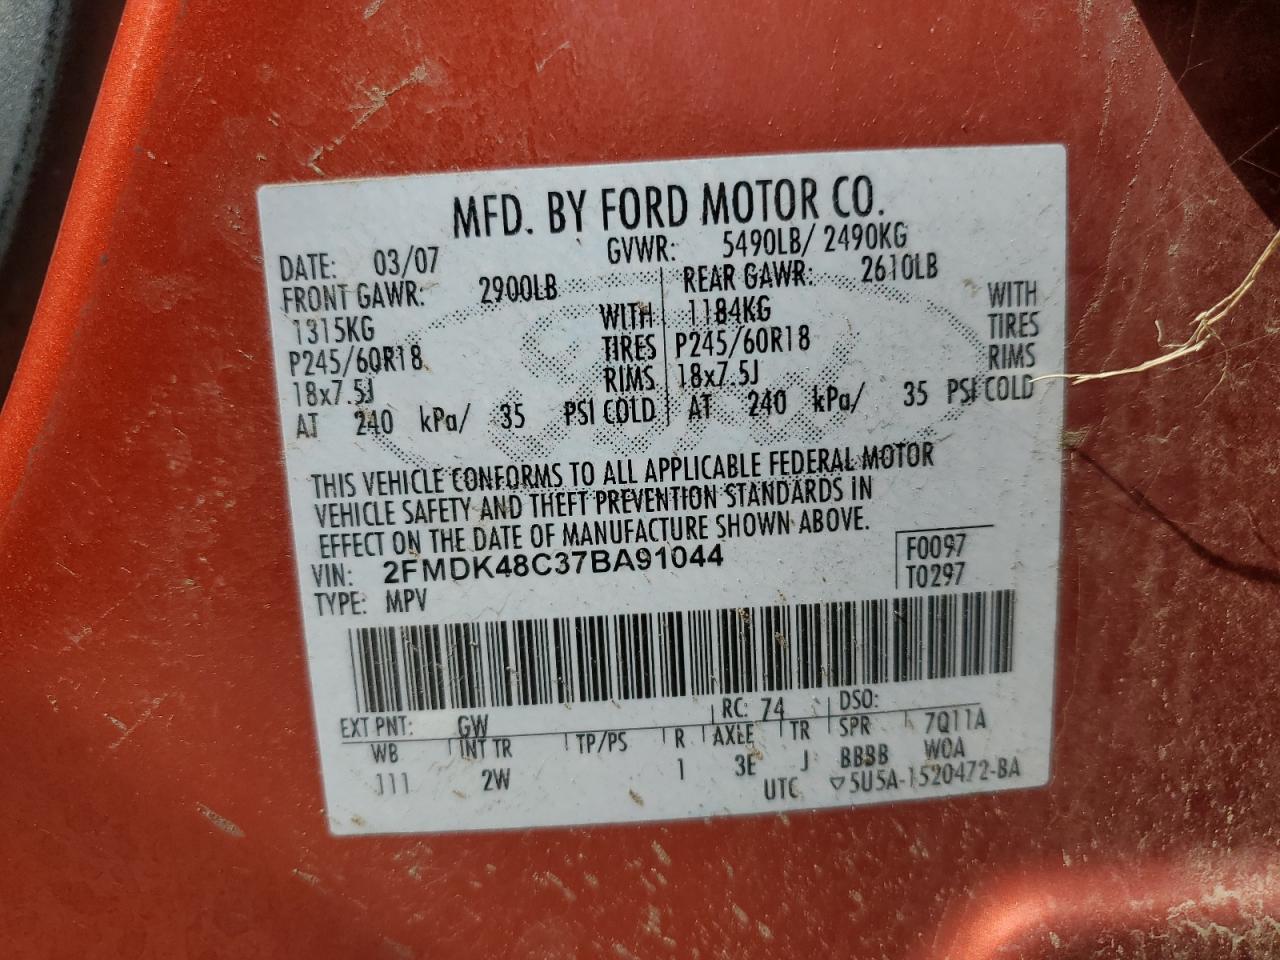 MFD. BY FORD MOTOR CO.
DATE: 03/07 GVWR: 5490LB/ 2490KG
FRONT GAWR: 2900LB REAR GAWR: 2610LB
1315KG WITH 1184KG WITH
P245/60R18 TIRES P245/60R18 TIRES
18x7.5J RIMS 18x7.5J RIMS
AT 240 kPa/ 35 PSI COLD AT 240 kPa/ 35 PSI COLD
THIS VEHICLE CONFORMS TO ALL APPLICABLE FEDERAL MOTOR
VEHICLE SAFETY AND THEFT PREVENTION STANDARDS IN
EFFECT ON THE DATE OF MANUFACTURE SHOWN ABOVE.
VIN: 2FMDK48C37BA91044 F0097
TYPE: MPV T0297
EXT PNT: GW RC: 74 DSO:
WB INT TR TP/PS R AXLE TR SPR 7Q11A
111 2W 1 3E J BBBB WOA
UTC ▽5U5A-1520472-BA